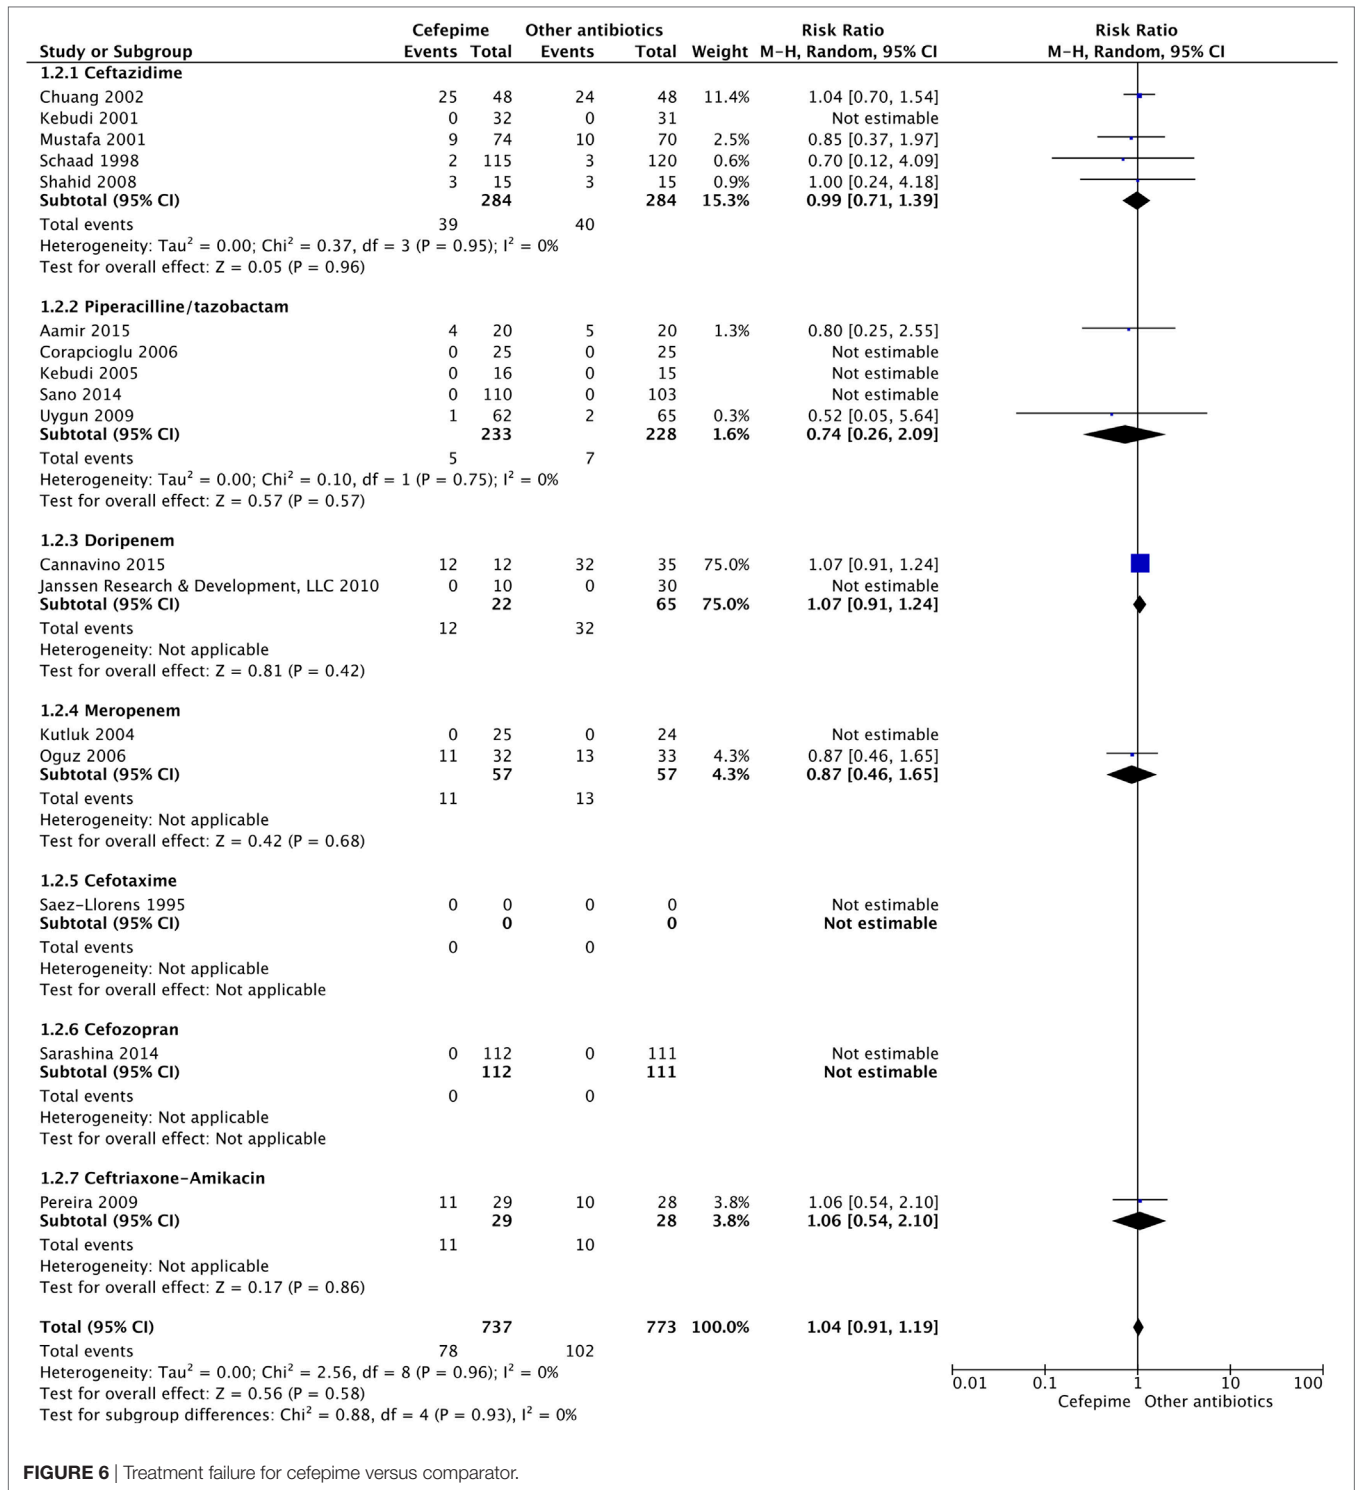 Cefepime Other antibiotics Risk Ratio Risk Ratio
Study or Subgroup Events Total Events Total Weight M-H, Random, 95% CI M-H, Random, 95% CI
1.2.1 Ceftazidime
Chuang 2002 25 48 24 48 11.4% 1.04 [0.70, 1.54]
Kebudi 2001 0 32 0 31 Not estimable
Mustafa 2001 9 74 10 70 2.5% 0.85 [0.37, 1.97]
Schaad 1998 2 115 3 120 0.6% 0.70 [0.12, 4.09]
Shahid 2008 3 15 3 15 0.9% 1.00 [0.24, 4.18]
Subtotal (95% CI) 284 284 15.3% 0.99 [0.71, 1.39]
Total events 39 40
Heterogeneity: Tau² = 0.00; Chi² = 0.37, df = 3 (P = 0.95); I² = 0%
Test for overall effect: Z = 0.05 (P = 0.96)
1.2.2 Piperacilline/tazobactam
Aamir 2015 4 20 5 20 1.3% 0.80 [0.25, 2.55]
Corapcioglu 2006 0 25 0 25 Not estimable
Kebudi 2005 0 16 0 15 Not estimable
Sano 2014 0 110 0 103 Not estimable
Uygun 2009 1 62 2 65 0.3% 0.52 [0.05, 5.64]
Subtotal (95% CI) 233 228 1.6% 0.74 [0.26, 2.09]
Total events 5 7
Heterogeneity: Tau² = 0.00; Chi² = 0.10, df = 1 (P = 0.75); I² = 0%
Test for overall effect: Z = 0.57 (P = 0.57)
1.2.3 Doripenem
Cannavino 2015 12 12 32 35 75.0% 1.07 [0.91, 1.24]
Janssen Research & Development, LLC 2010 0 10 0 30 Not estimable
Subtotal (95% CI) 22 65 75.0% 1.07 [0.91, 1.24]
Total events 12 32
Heterogeneity: Not applicable
Test for overall effect: Z = 0.81 (P = 0.42)
1.2.4 Meropenem
Kutluk 2004 0 25 0 24 Not estimable
Oguz 2006 11 32 13 33 4.3% 0.87 [0.46, 1.65]
Subtotal (95% CI) 57 57 4.3% 0.87 [0.46, 1.65]
Total events 11 13
Heterogeneity: Not applicable
Test for overall effect: Z = 0.42 (P = 0.68)
1.2.5 Cefotaxime
Saez-Llorens 1995 0 0 0 0 Not estimable
Subtotal (95% CI) 0 0 Not estimable
Total events 0 0
Heterogeneity: Not applicable
Test for overall effect: Not applicable
1.2.6 Cefozopran
Sarashina 2014 0 112 0 111 Not estimable
Subtotal (95% CI) 112 111 Not estimable
Total events 0 0
Heterogeneity: Not applicable
Test for overall effect: Not applicable
1.2.7 Ceftriaxone-Amikacin
Pereira 2009 11 29 10 28 3.8% 1.06 [0.54, 2.10]
Subtotal (95% CI) 29 28 3.8% 1.06 [0.54, 2.10]
Total events 11 10
Heterogeneity: Not applicable
Test for overall effect: Z = 0.17 (P = 0.86)
Total (95% CI) 737 773 100.0% 1.04 [0.91, 1.19]
Total events 78 102
Heterogeneity: Tau² = 0.00; Chi² = 2.56, df = 8 (P = 0.96); I² = 0%
Test for overall effect: Z = 0.56 (P = 0.58)
Test for subgroup differences: Chi² = 0.88, df = 4 (P = 0.93), I² = 0%
0.01 0.1 1 10 100
Cefepime Other antibiotics
FIGURE 6 | Treatment failure for cefepime versus comparator.